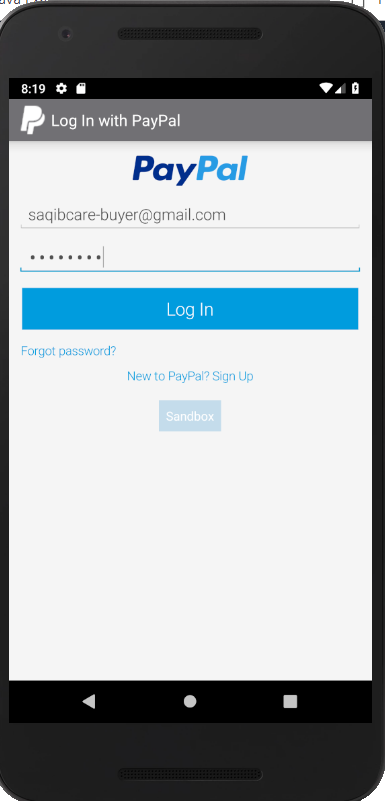 8:19
Log In with PayPal
PayPal
saqibcare-buyer@gmail.com
••••••••
Log In
Forgot password?
New to PayPal? Sign Up
Sandbox